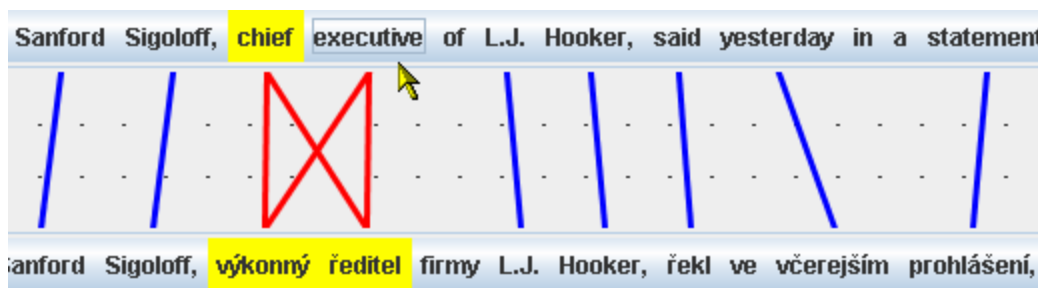 Sanford Sigoloff, chief executive of L.J. Hooker, said yesterday in a statement
anford Sigoloff, výkonný ředitel firmy L.J. Hooker, řekl ve včerejším prohlášení,